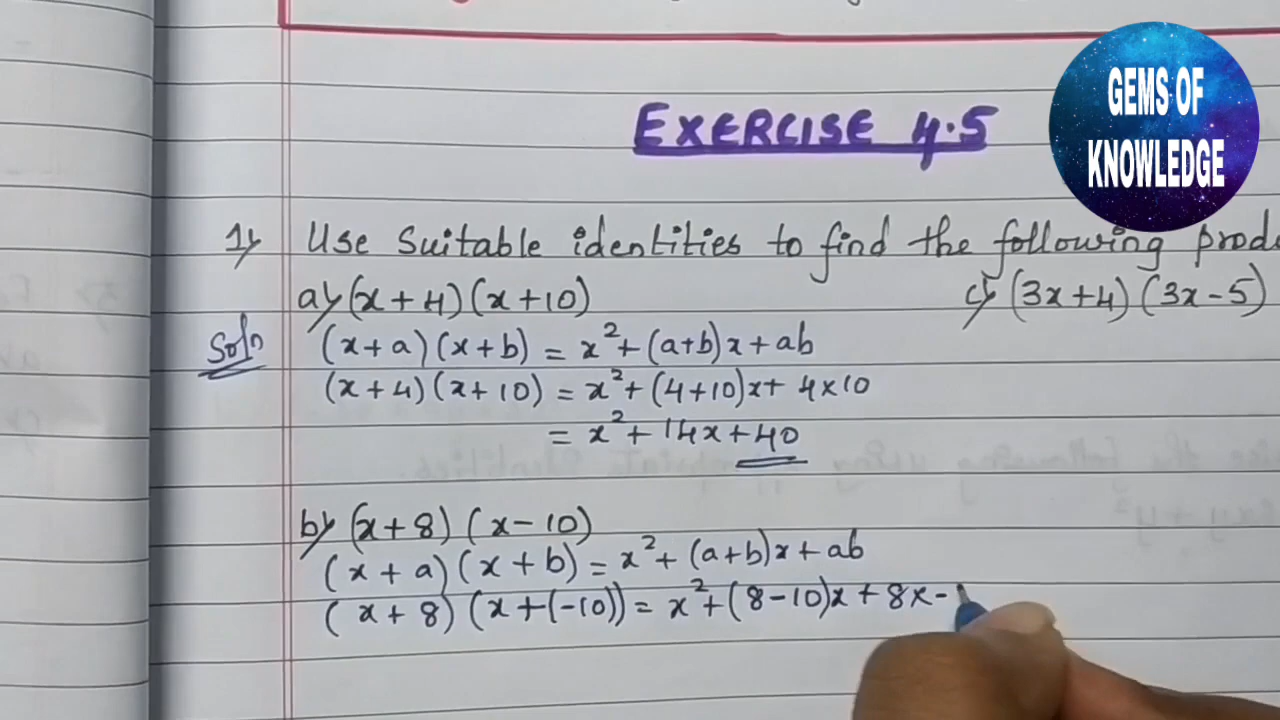 GEMS OF
KNOWLEDGE
EXERCISE 4.5
1) Use suitable identities to find the following
a) (x+4)(x+10)
c) (3x+4)(3x-5)
Soln
(x+a)(x+b) = x²+(a+b)x+ab
(x+4)(x+10) = x²+(4+10)x+4x10
= x²+14x+40
b) (x+8)(x-10)
(x+a)(x+b) = x²+(a+b)x+ab
(x+8)(x+(-10)) = x²+(8-10)x+8x-